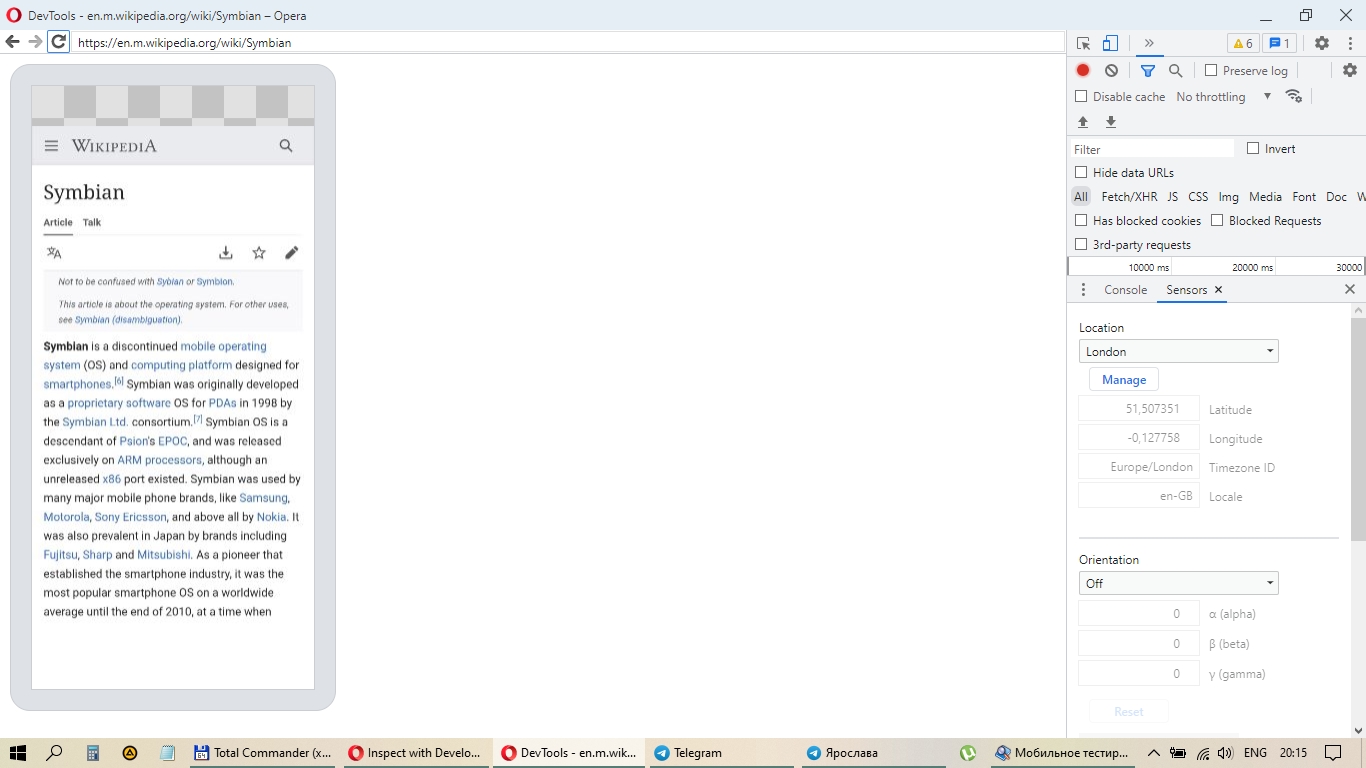 DevTools - en.m.wikipedia.org/wiki/Symbian – Opera
https://en.m.wikipedia.org/wiki/Symbian
WIKIPEDIA
Symbian
Article Talk
Not to be confused with Sybian or Symbion.
This article is about the operating system. For other uses,
see Symbian (disambiguation).
Symbian is a discontinued mobile operating
system (OS) and computing platform designed for
smartphones.[6] Symbian was originally developed
as a proprietary software OS for PDAs in 1998 by
the Symbian Ltd. consortium.[7] Symbian OS is a
descendant of Psion's EPOC, and was released
exclusively on ARM processors, although an
unreleased x86 port existed. Symbian was used by
many major mobile phone brands, like Samsung,
Motorola, Sony Ericsson, and above all by Nokia. It
was also prevalent in Japan by brands including
Fujitsu, Sharp and Mitsubishi. As a pioneer that
established the smartphone industry, it was the
most popular smartphone OS on a worldwide
average until the end of 2010, at a time when
6 1
Preserve log
Disable cache No throttling
Filter Invert
Hide data URLs
All Fetch/XHR JS CSS Img Media Font Doc W
Has blocked cookies Blocked Requests
3rd-party requests
10000 ms 20000 ms 30000
Console Sensors
Location
London
Manage
51,507351 Latitude
-0,127758 Longitude
Europe/London Timezone ID
en-GB Locale
Orientation
Off
0 α (alpha)
0 β (beta)
0 γ (gamma)
Reset
64 Total Commander (x... Inspect with Develo... DevTools - en.m.wik... Telegram Ярослава Мобильное тестир... ENG 20:15